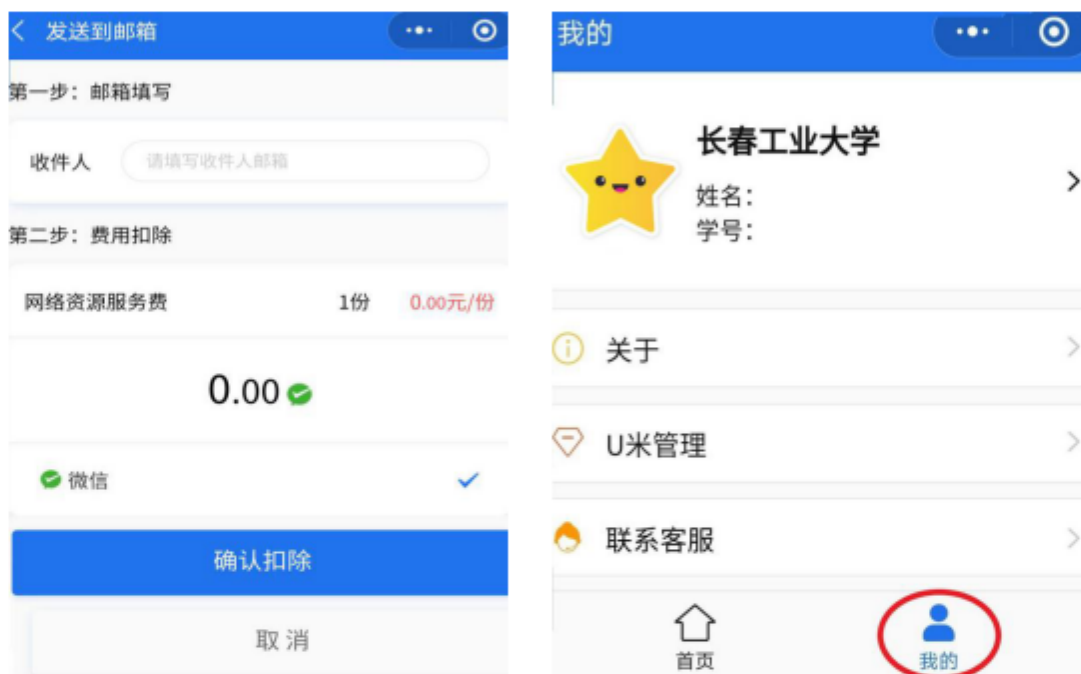 发送到邮箱
第一步：邮箱填写
收件人 请填写收件人邮箱
第二步：费用扣除
网络资源服务费 1份 0.00元/份
0.00
微信
确认扣除
取消
我的
长春工业大学
姓名：
学号：
关于
U米管理
联系客服
首页 我的